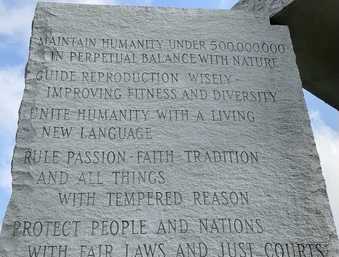 MAINTAIN HUMANITY UNDER 500,000,000
IN PERPETUAL BALANCE WITH NATURE
GUIDE REPRODUCTION WISELY-
IMPROVING FITNESS AND DIVERSITY
UNITE HUMANITY WITH A LIVING
NEW LANGUAGE
RULE PASSION-FAITH-TRADITION
AND ALL THINGS
WITH TEMPERED REASON
PROTECT PEOPLE AND NATIONS
WITH FAIR LAWS AND JUST COURTS